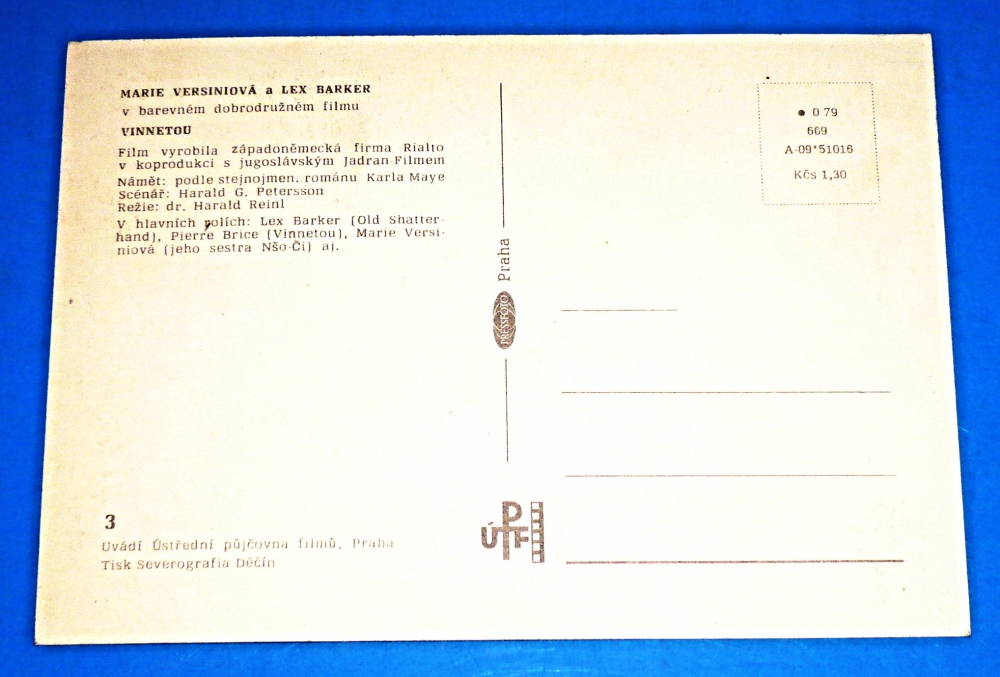 MARIE VERSINIOVÁ a LEX BARKER
v barevném dobrodružném filmu
VINNETOU
Film vyrobila západoněmecká firma Rialto
v koprodukci s jugoslávským Jadran-Filmem
Námět: podle stejnojmen. románu Karla Maye
Scénář: Harald G. Petersson
Režie: dr. Harald Reinl
V hlavních rolích: Lex Barker (Old Shatter-
hand), Pierre Brice (Vinnetou), Marie Versi-
niová (jeho sestra Nšo-Či) aj.
3
Uvádí Ústřední půjčovna filmů, Praha
Tisk Severografia Děčín
Praha
PRESSFOTO
ÚPTF
0 79
669
A-09*51016
Kčs 1,30